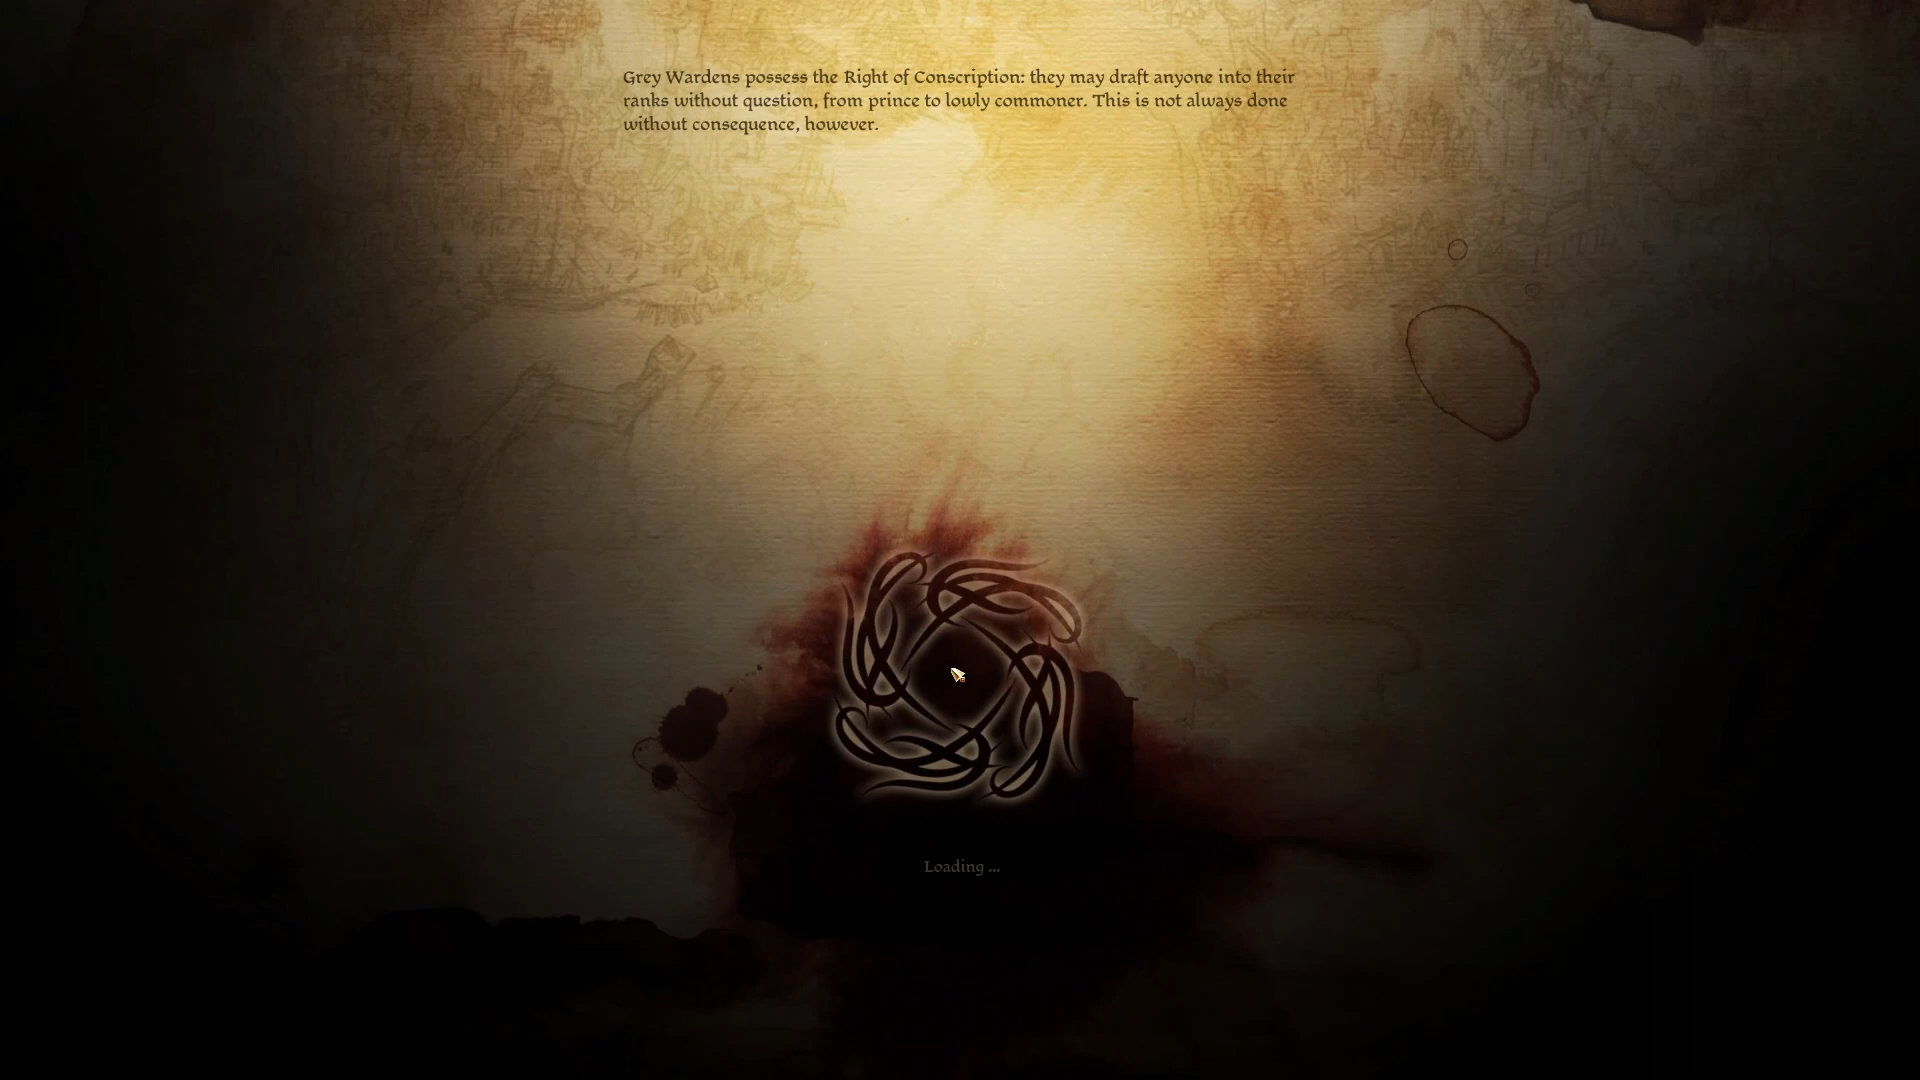 Grey Wardens possess the Right of Conscription: they may draft anyone into their
ranks without question, from prince to lowly commoner. This is not always done
without consequence, however.
Loading ...